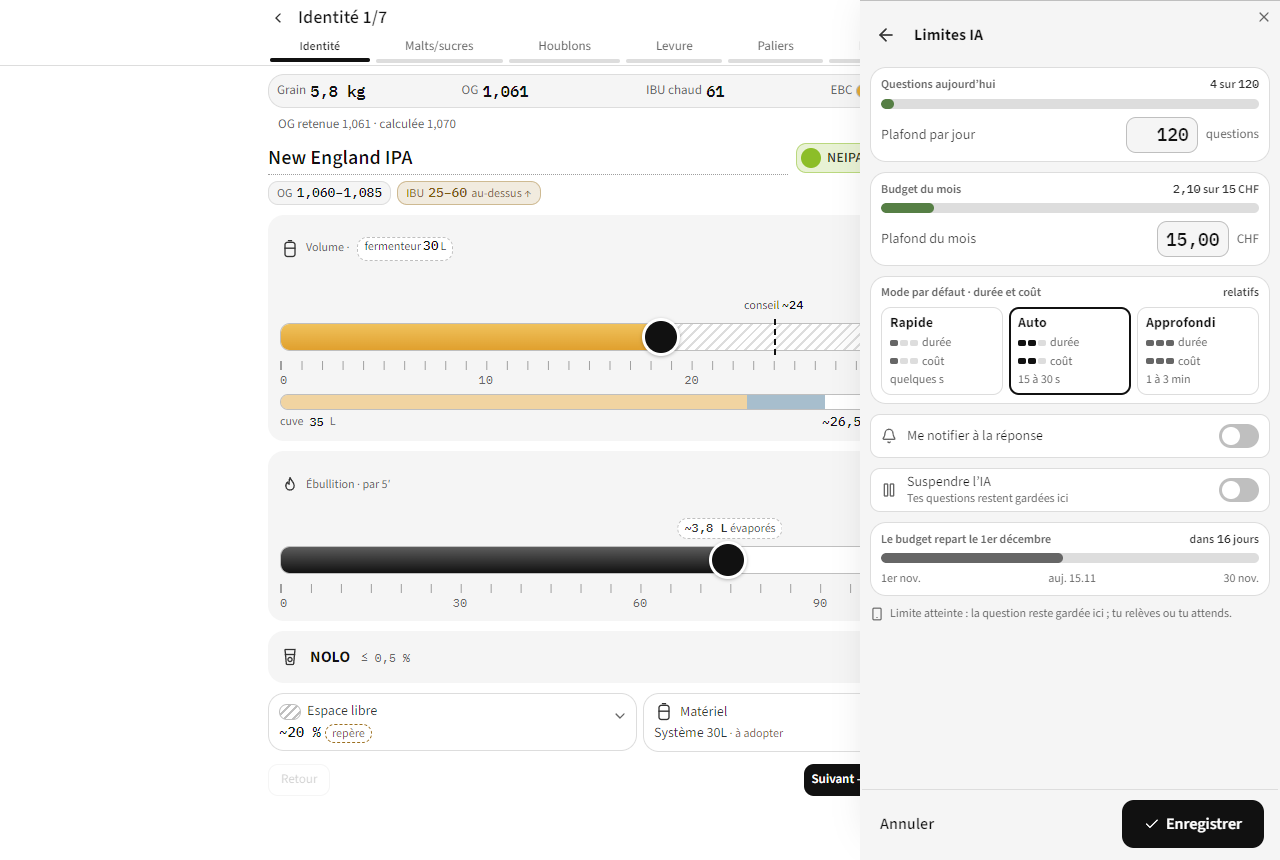 Identité 1/7
Identité
Malts/sucres
Houblons
Levure
Paliers
Grain 5,8 kg
OG 1,061
IBU chaud 61
EBC
OG retenue 1,061 · calculée 1,070
New England IPA
NEIPA
OG 1,060–1,085
IBU 25–60 au-dessus ↑
Volume · fermenteur 30 L
conseil ~24
0 10 20
cuve 35 L
~26,5
Ébullition · par 5'
~3,8 L évaporés
0 30 60 90
NOLO ≤ 0,5 %
Espace libre
~20 % repère
Matériel
Système 30L · à adopter
Retour
Suivant
Limites IA
Questions aujourd’hui
4 sur 120
Plafond par jour
120 questions
Budget du mois
2,10 sur 15 CHF
Plafond du mois
15,00 CHF
Mode par défaut · durée et coût
relatifs
Rapide
durée
coût
quelques s
Auto
durée
coût
15 à 30 s
Approfondi
durée
coût
1 à 3 min
Me notifier à la réponse
Suspendre l’IA
Tes questions restent gardées ici
Le budget repart le 1er décembre
dans 16 jours
1er nov.
auj. 15.11
30 nov.
Limite atteinte : la question reste gardée ici ; tu relèves ou tu attends.
Annuler
Enregistrer